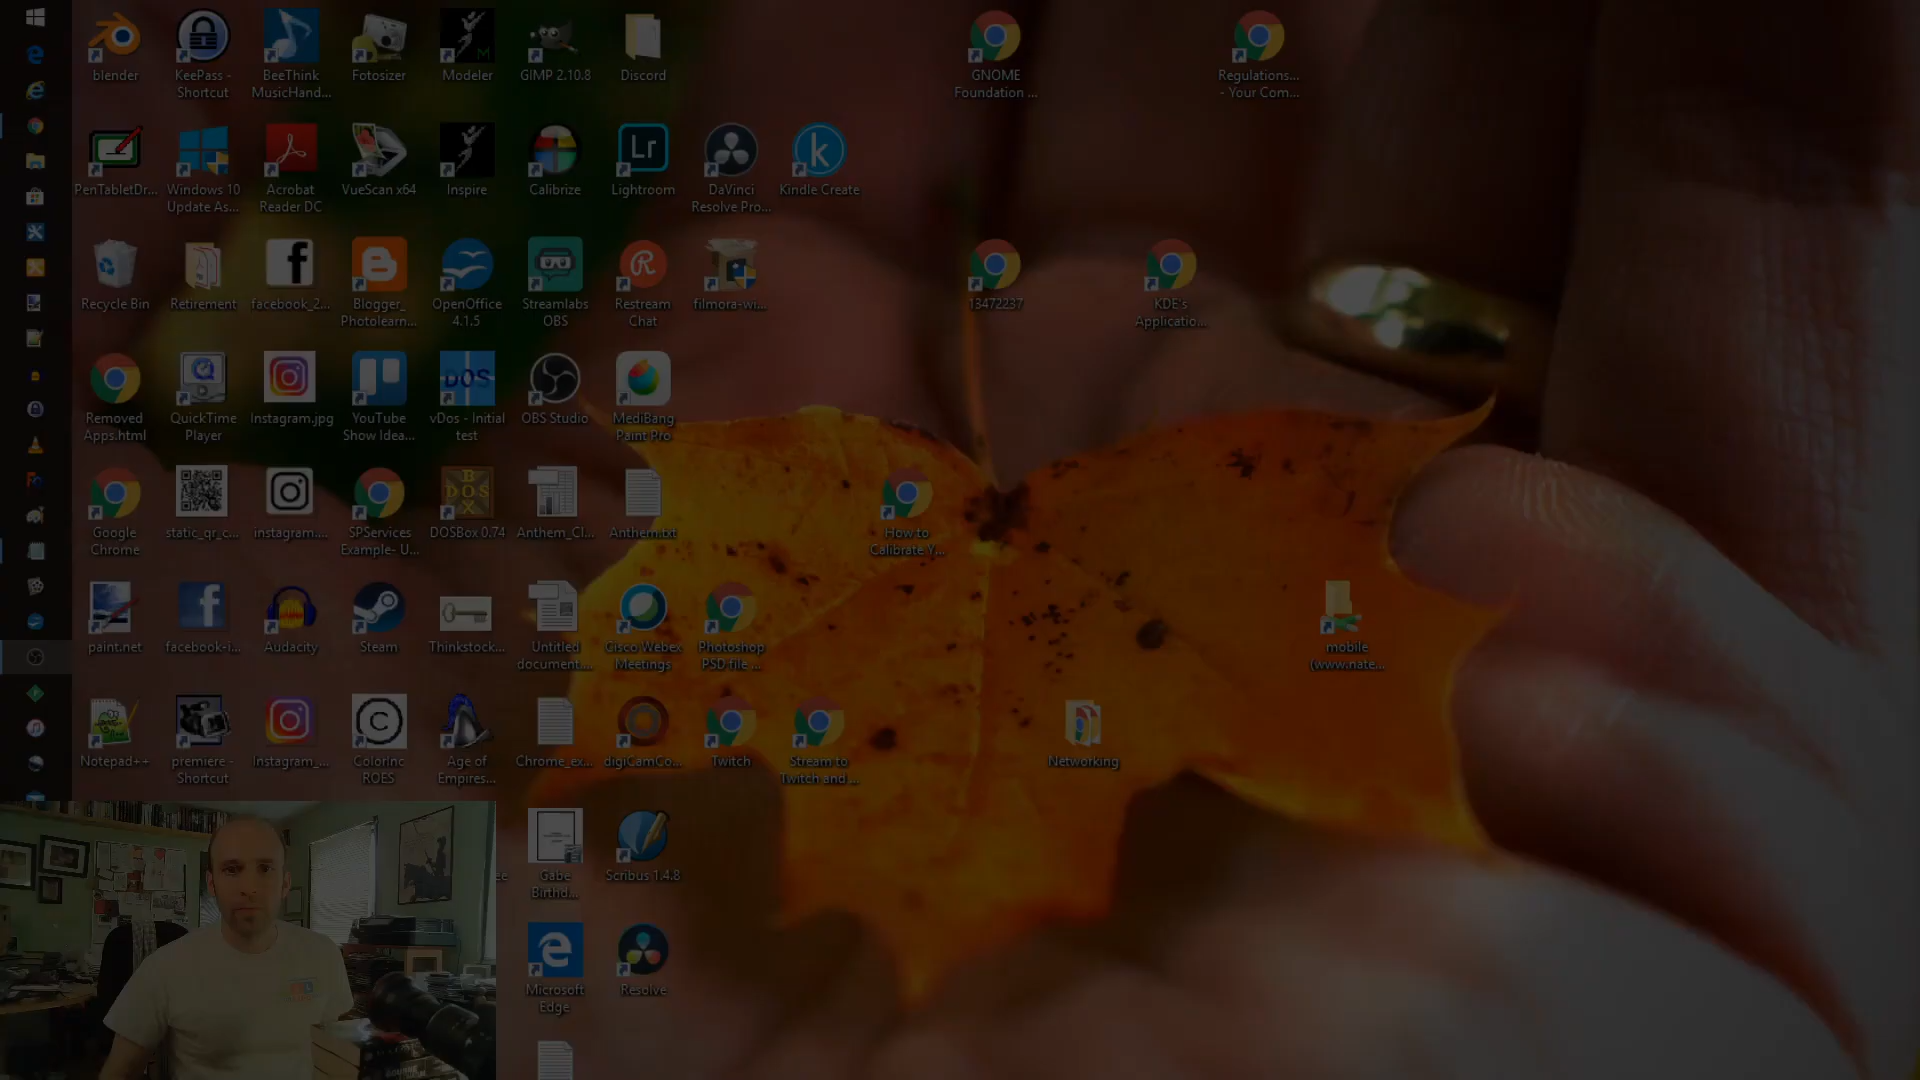 blender
KeePass -
Shortcut
BeeThink
MusicHand...
Fotosizer
Modeler
GIMP 2.10.8
Discord
GNOME
Foundation ...
Regulations...
- Your Com...
PenTabletDr...
Windows 10
Update As...
Acrobat
Reader DC
VueScan x64
Inspire
Calibrize
Lr
Lightroom
DaVinci
Resolve Pro...
k
Kindle Create
Recycle Bin
Retirement
facebook_2...
Blogger_
Photolearn...
OpenOffice
4.1.5
Streamlabs
OBS
Restream
Chat
filmora-wi...
13472237
KDE's
Applicatio...
Removed
Apps.html
QuickTime
Player
Instagram.jpg
YouTube
Show Idea...
DOS
vDos - Initial
test
OBS Studio
MediBang
Paint Pro
Google
Chrome
static_qr_c...
instagram....
SPServices
Example- U...
DOSBox 0.74
Anthem_Cl...
Anthem.txt
How to
Calibrate Y...
paint.net
facebook-i...
Audacity
Steam
Thinkstock...
Untitled
document....
Cisco Webex
Meetings
Photoshop
PSD file ...
mobile
(www.nate...
Notepad++
premiere -
Shortcut
Instagram_...
ColorInc
ROES
Age of
Empires...
Chrome_ex...
digiCamCo...
Twitch
Stream to
Twitch and ...
Networking
Gabe
Birthd...
Scribus 1.4.8
Microsoft
Edge
Resolve